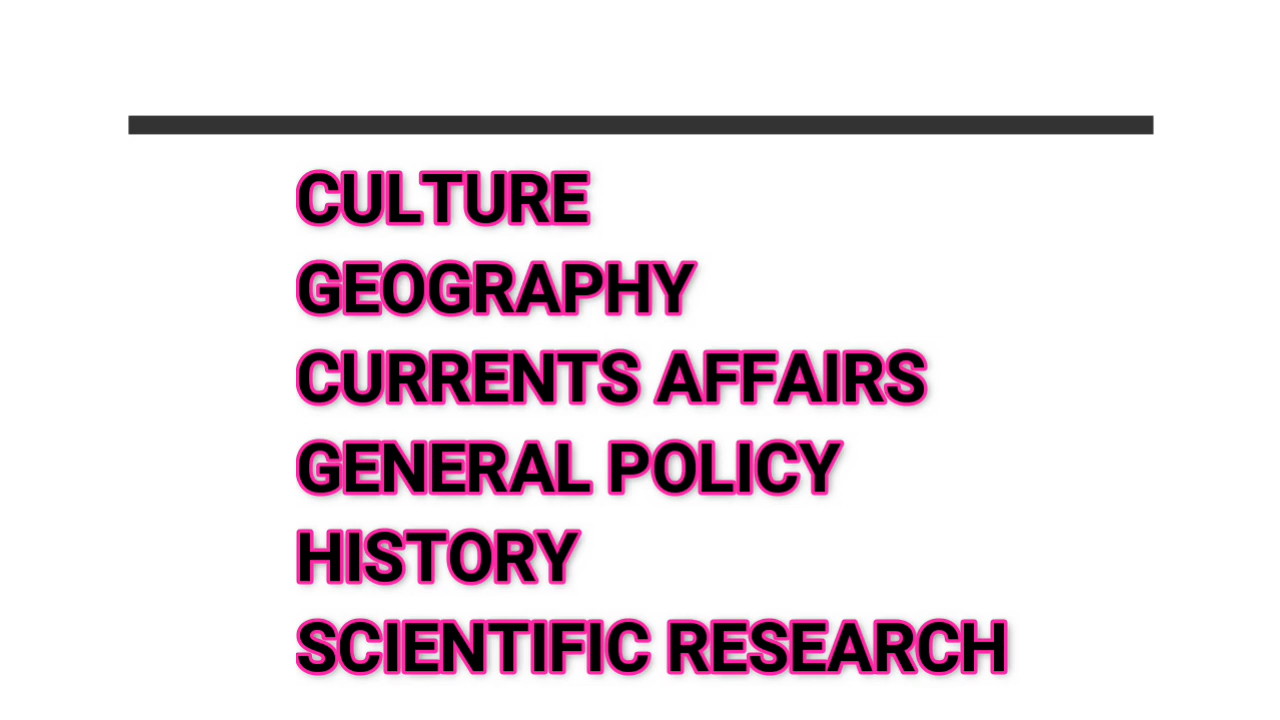 CULTURE
GEOGRAPHY
CURRENTS AFFAIRS
GENERAL POLICY
HISTORY
SCIENTIFIC RESEARCH